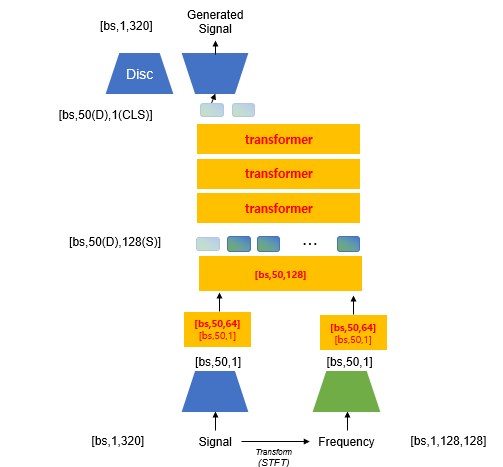 Generated
Signal
[bs,1,320]
Disc
[bs,50(D),1(CLS)]
transformer
transformer
transformer
[bs,50(D),128(S)]
...
[bs,50,128]
[bs,50,64]
[bs,50,1]
[bs,50,64]
[bs,50,1]
[bs,50,1]
[bs,50,1]
[bs,1,320]
Signal
Transform
(STFT)
Frequency
[bs,1,128,128]